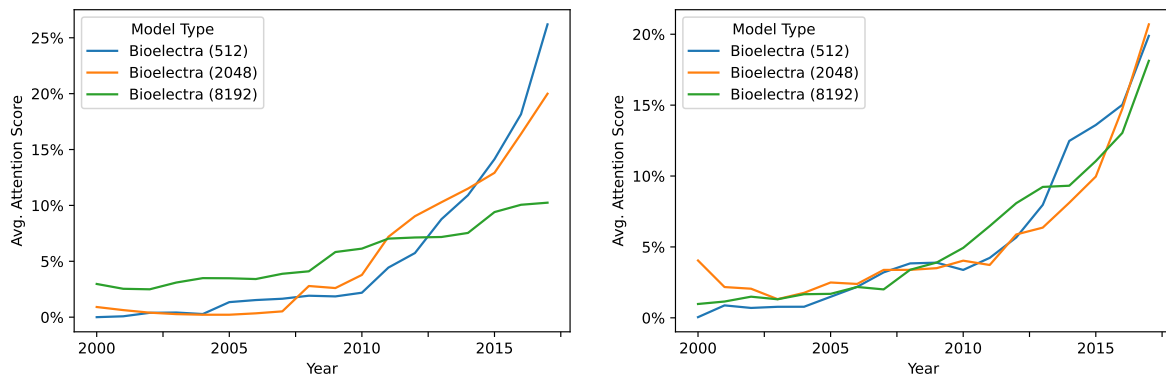 25%
20%
15%
10%
5%
0%
Avg. Attention Score
Model Type
Bioelectra (512)
Bioelectra (2048)
Bioelectra (8192)
2000
2005
2010
2015
Year
20%
15%
10%
5%
0%
Avg. Attention Score
Model Type
Bioelectra (512)
Bioelectra (2048)
Bioelectra (8192)
2000
2005
2010
2015
Year